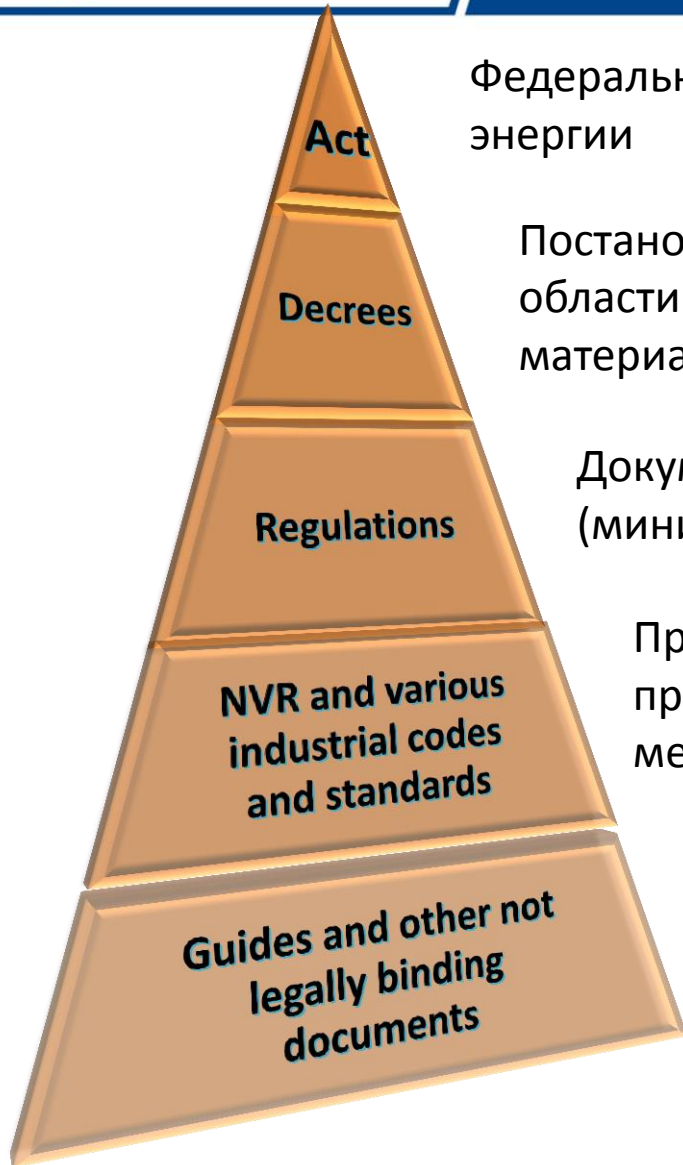 Федеральн
энергии
Act
Постано
области
материа
Decrees
Докум
(мини
Regulations
Пр
пр
ме
NVR and various
industrial codes
and standards
Guides and other not
legally binding
documents